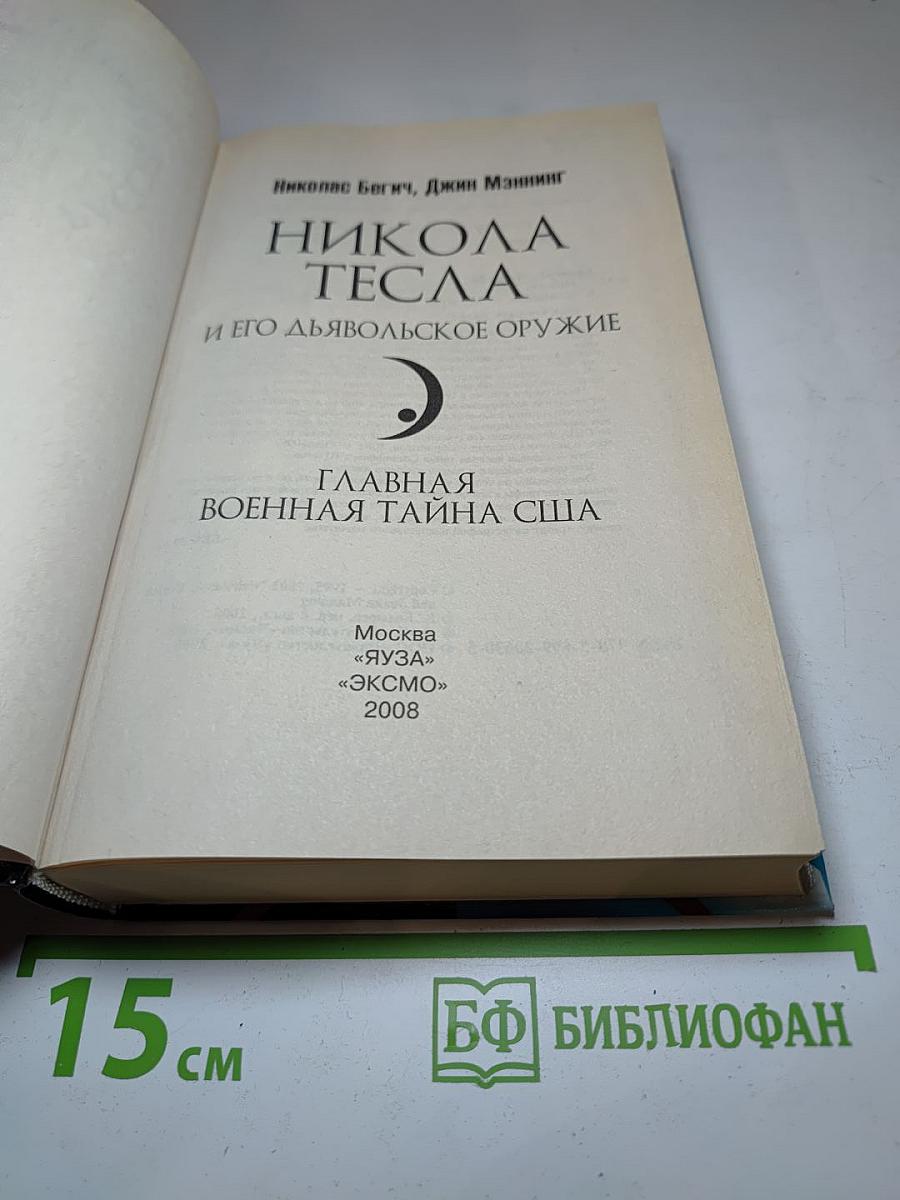 Николас Бегич, Джин Мэннинг
НИКОЛА
ТЕСЛА
И ЕГО ДЬЯВОЛЬСКОЕ ОРУЖИЕ
ГЛАВНАЯ
ВОЕННАЯ ТАЙНА США
Москва
«ЯУЗА»
«ЭКСМО»
2008
15 см
БФ БИБЛИОФАН